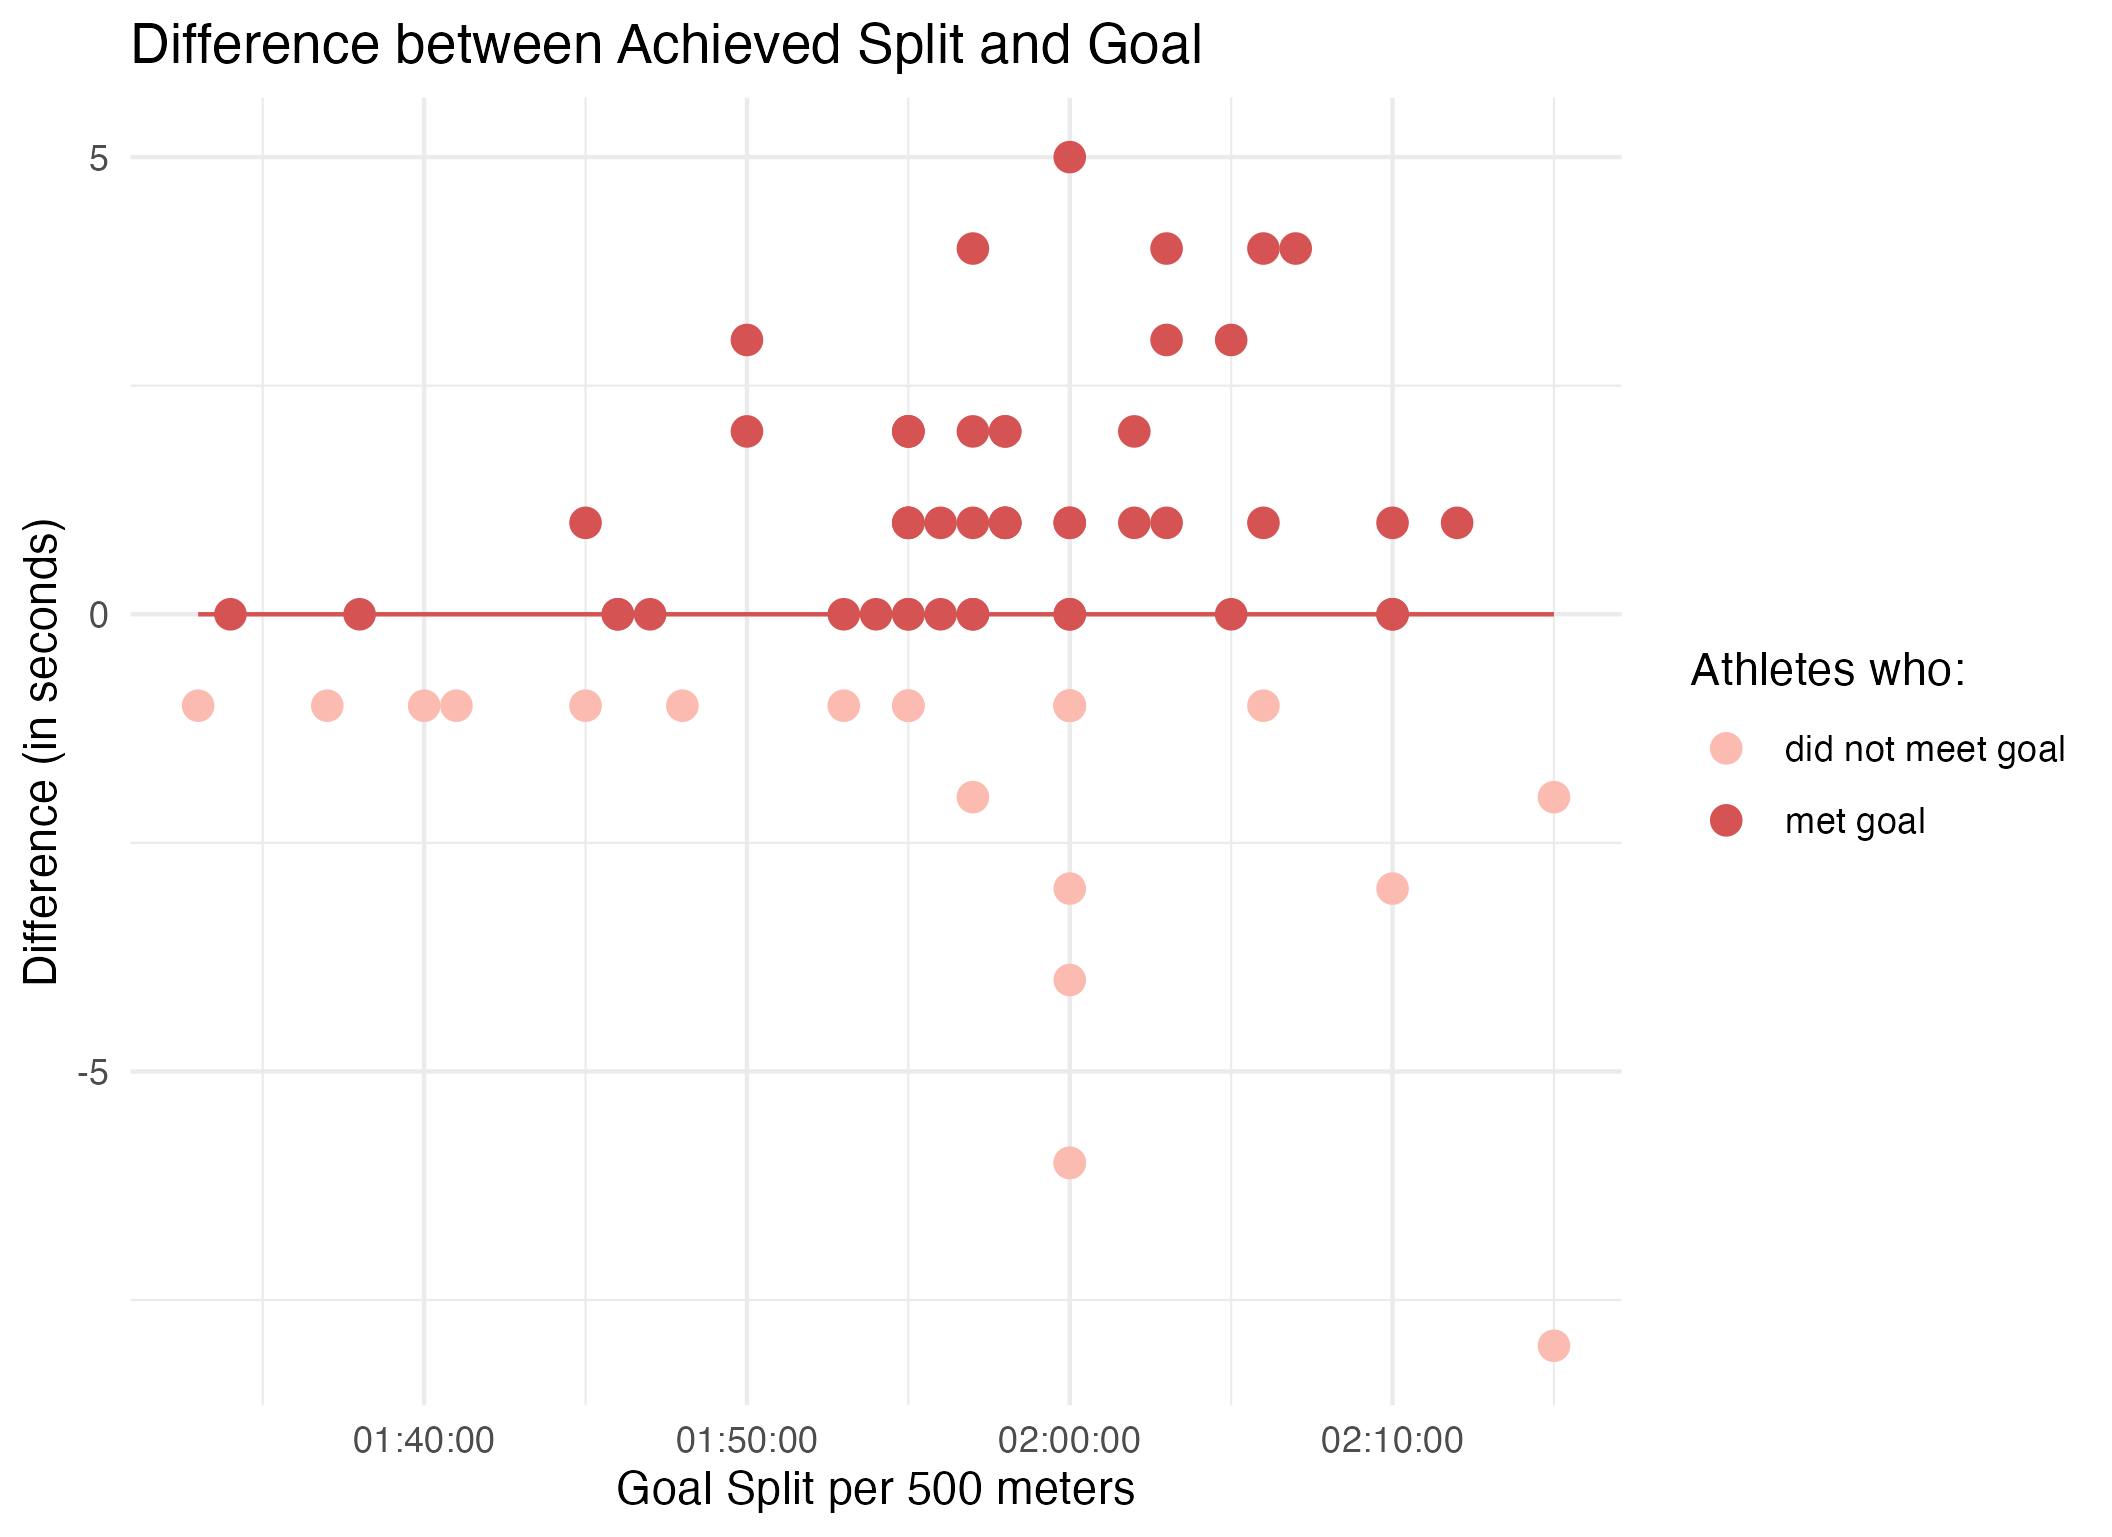 Difference between Achieved Split and Goal
Difference (in seconds)
5
0
-5
01:40:00
01:50:00
02:00:00
02:10:00
Goal Split per 500 meters
Athletes who:
did not meet goal
met goal